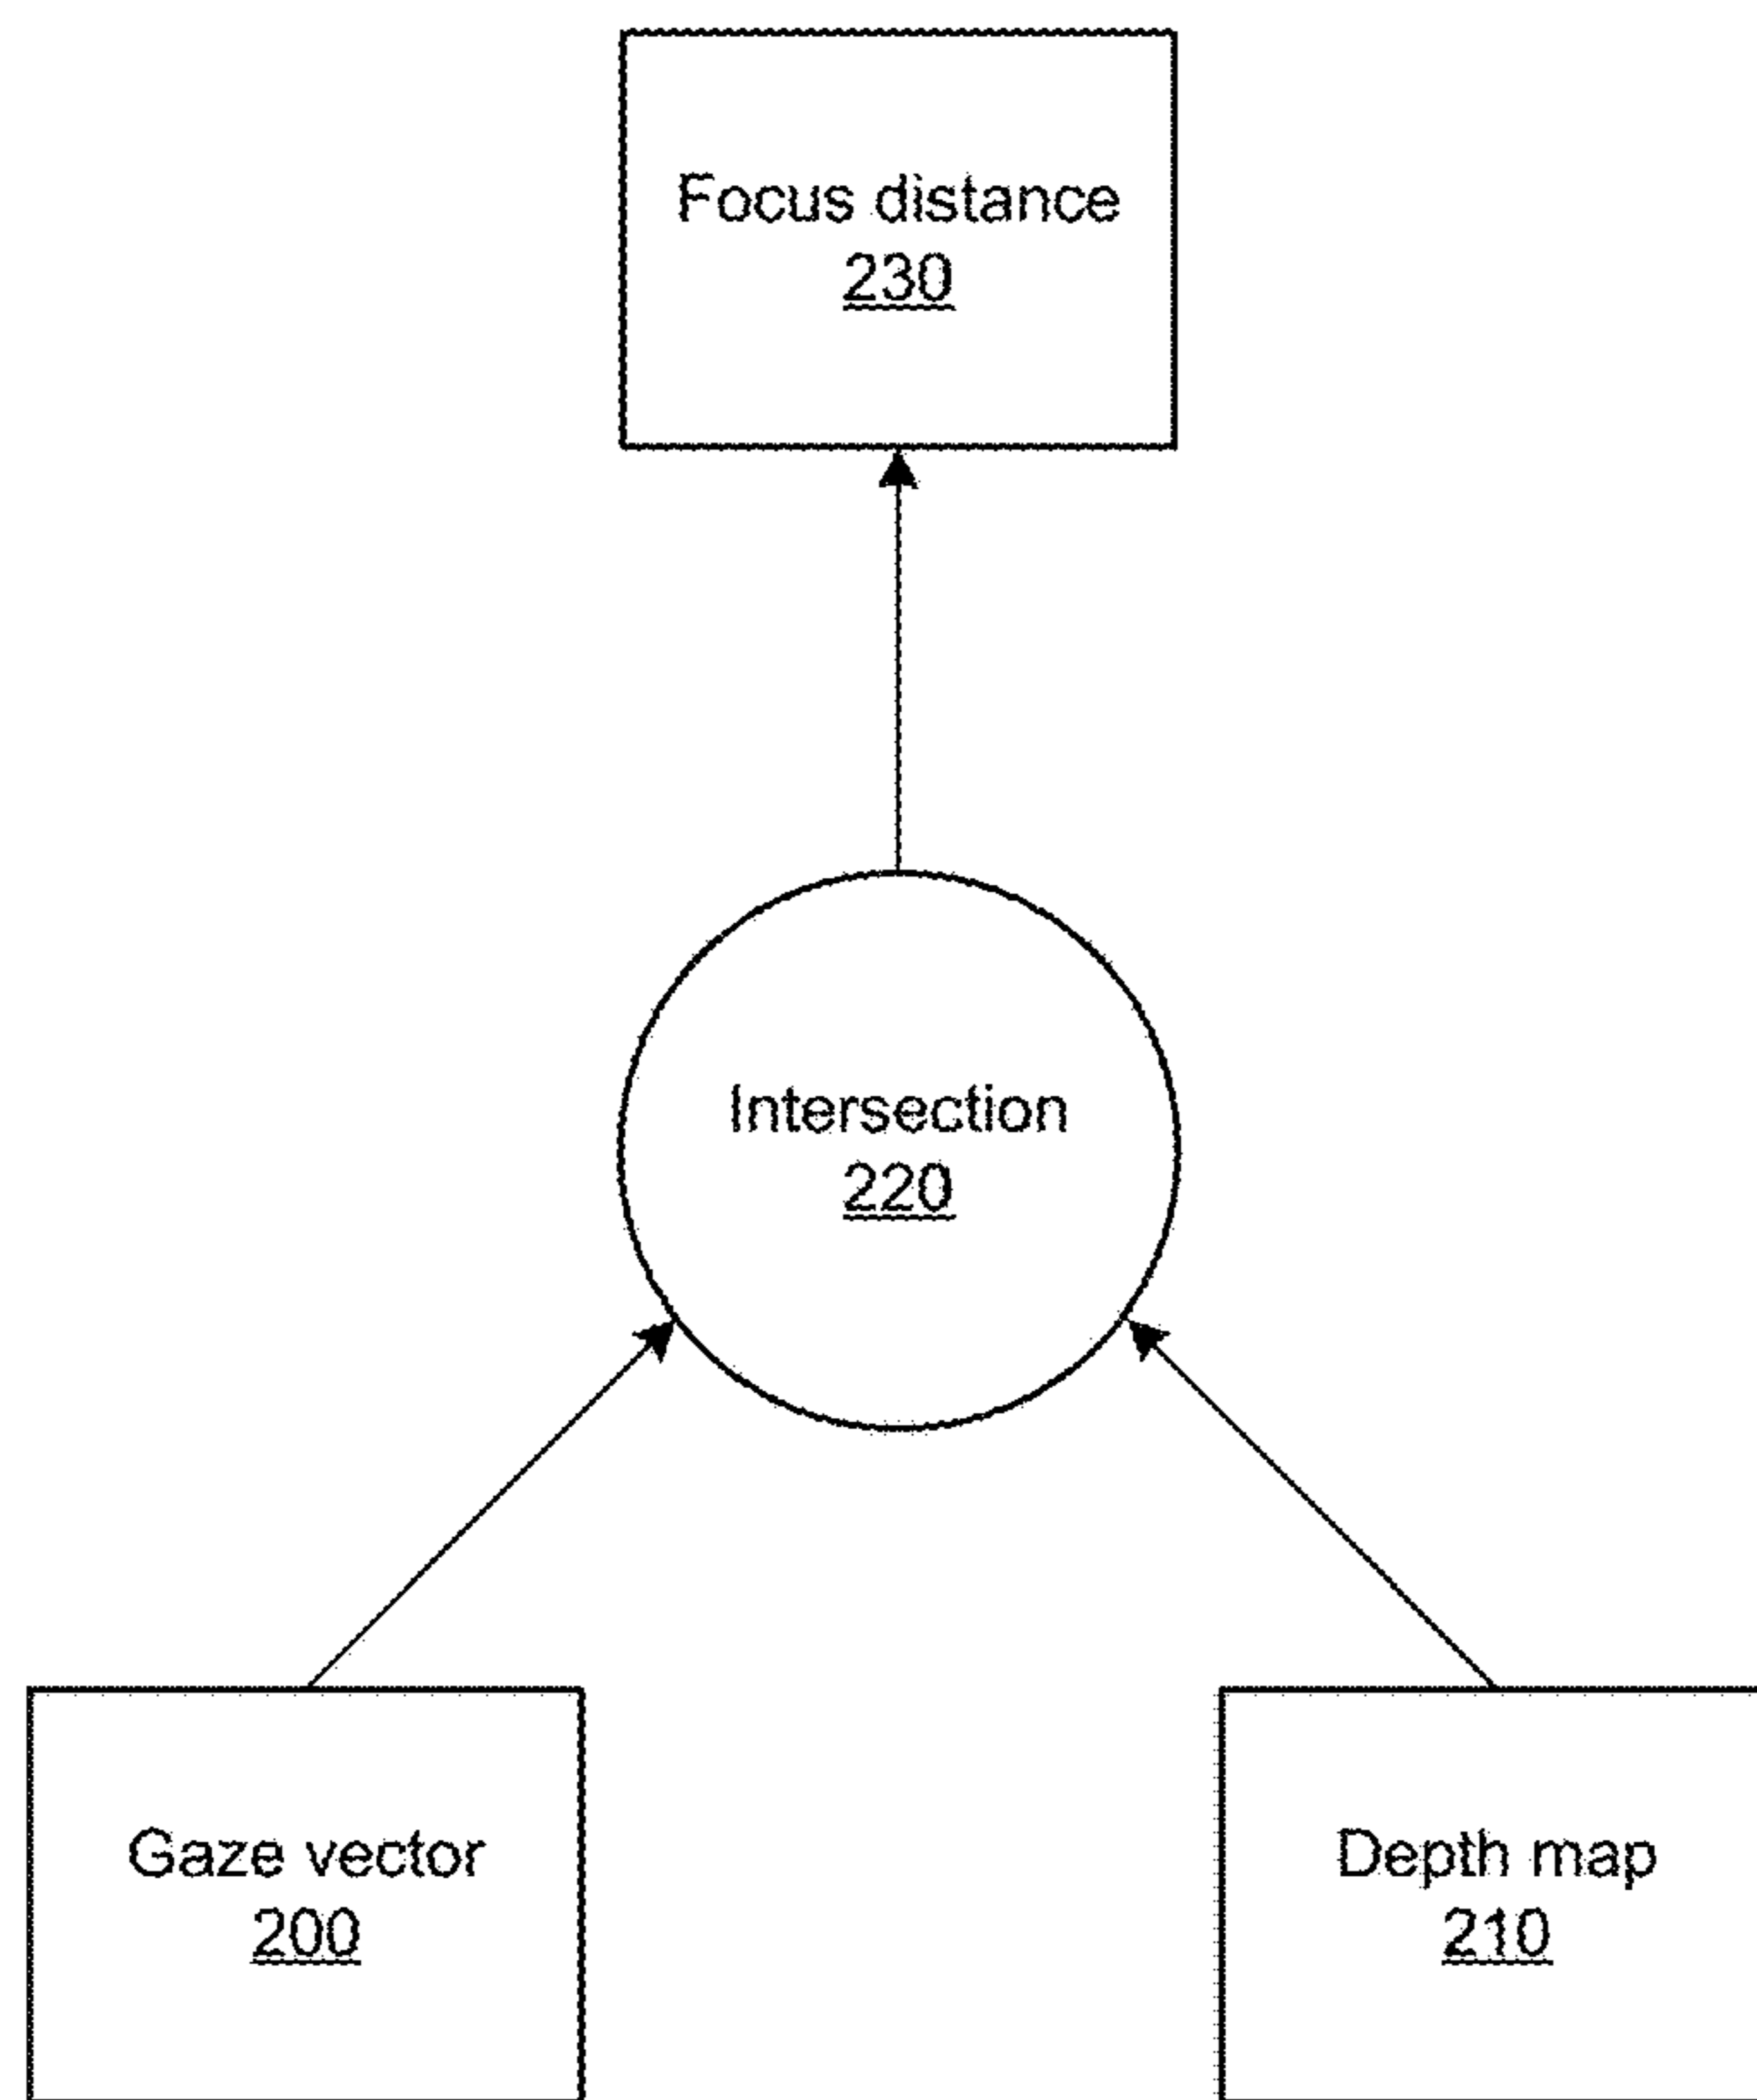 Focus distance
230
Intersection
220
Gaze vector
200
Depth map
210